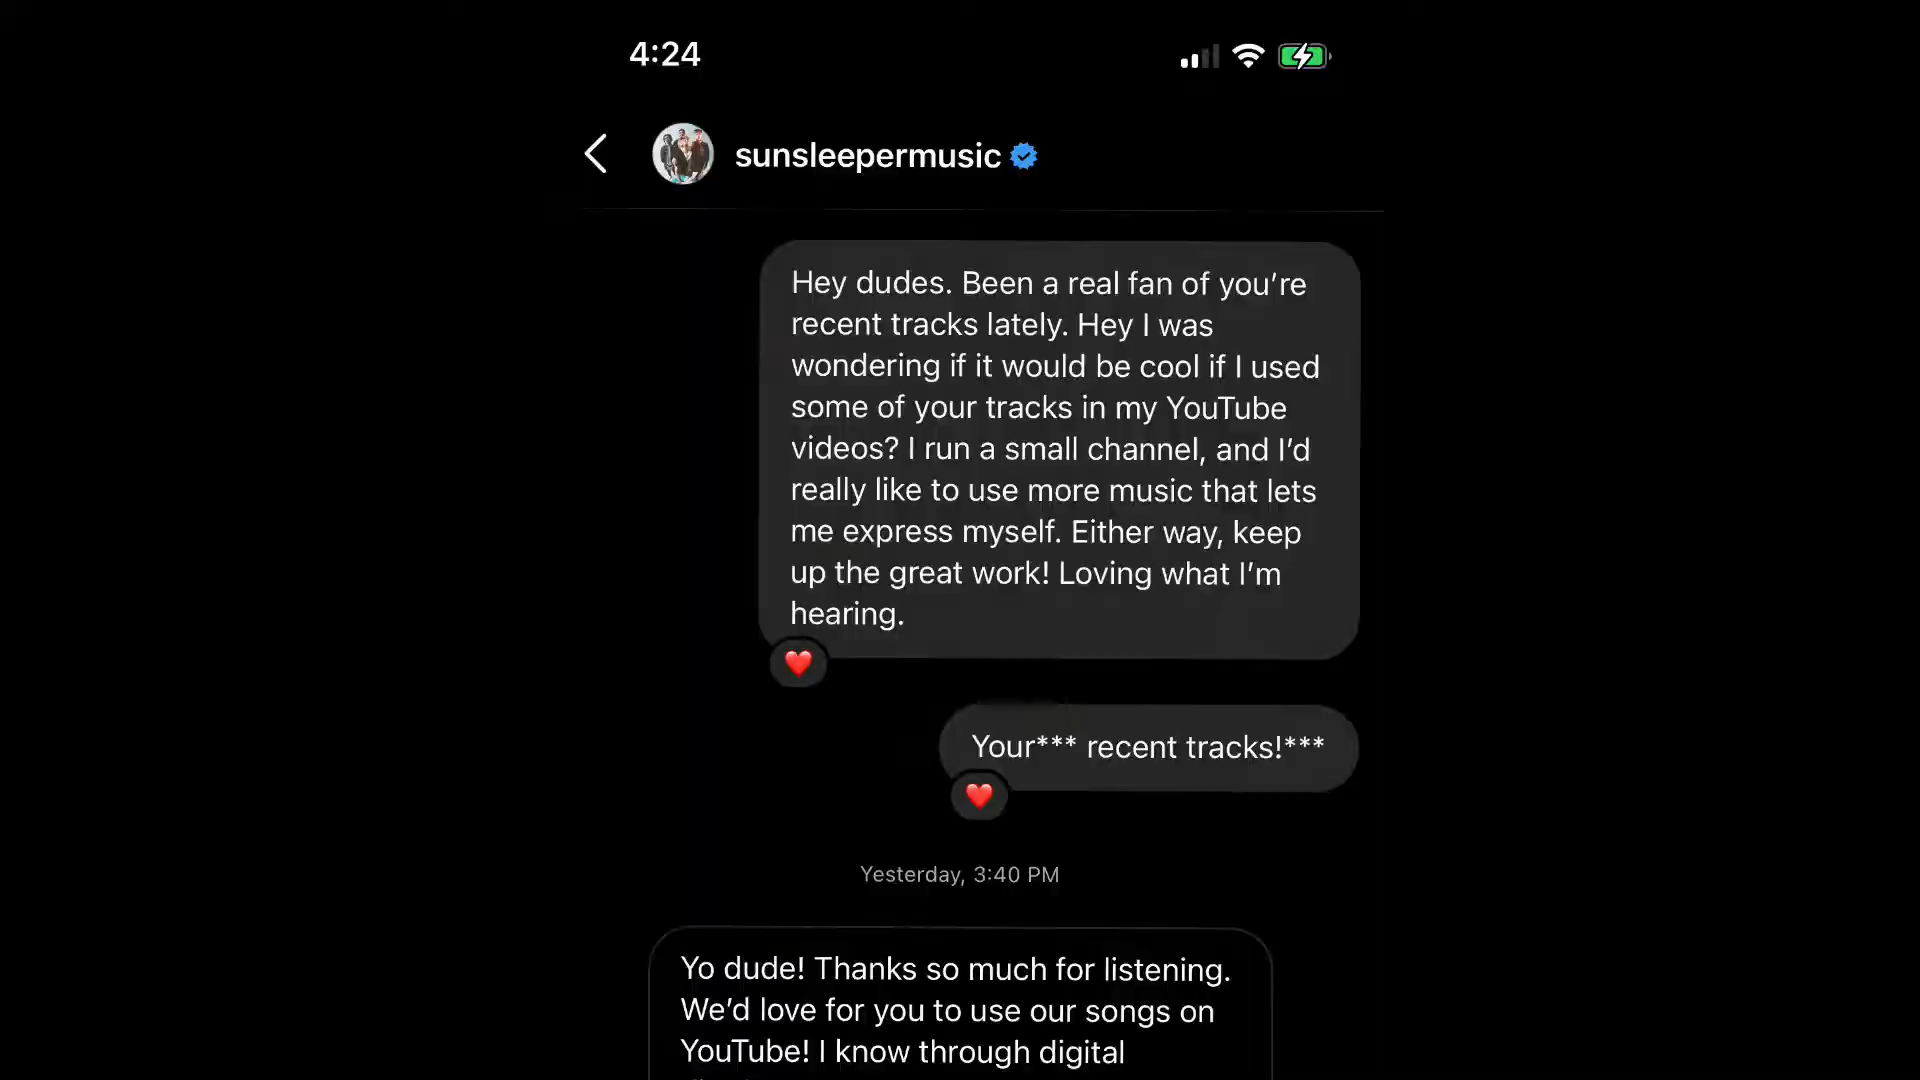 4:24
sunsleepermusic
Hey dudes. Been a real fan of you’re
recent tracks lately. Hey I was
wondering if it would be cool if I used
some of your tracks in my YouTube
videos? I run a small channel, and I’d
really like to use more music that lets
me express myself. Either way, keep
up the great work! Loving what I’m
hearing.
Your*** recent tracks!***
Yesterday, 3:40 PM
Yo dude! Thanks so much for listening.
We’d love for you to use our songs on
YouTube! I know through digital